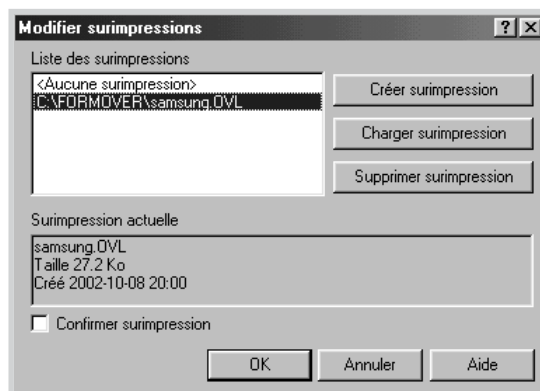 Modifier surimpressions
Liste des surimpressions
<Aucune surimpression>
C:\FORMOVER\samsung.OVL
Créer surimpression
Charger surimpression
Supprimer surimpression
Surimpression actuelle
samsung.OVL
Taille 27.2 Ko
Créé 2002-10-08 20:00
Confirmer surimpression
OK
Annuler
Aide